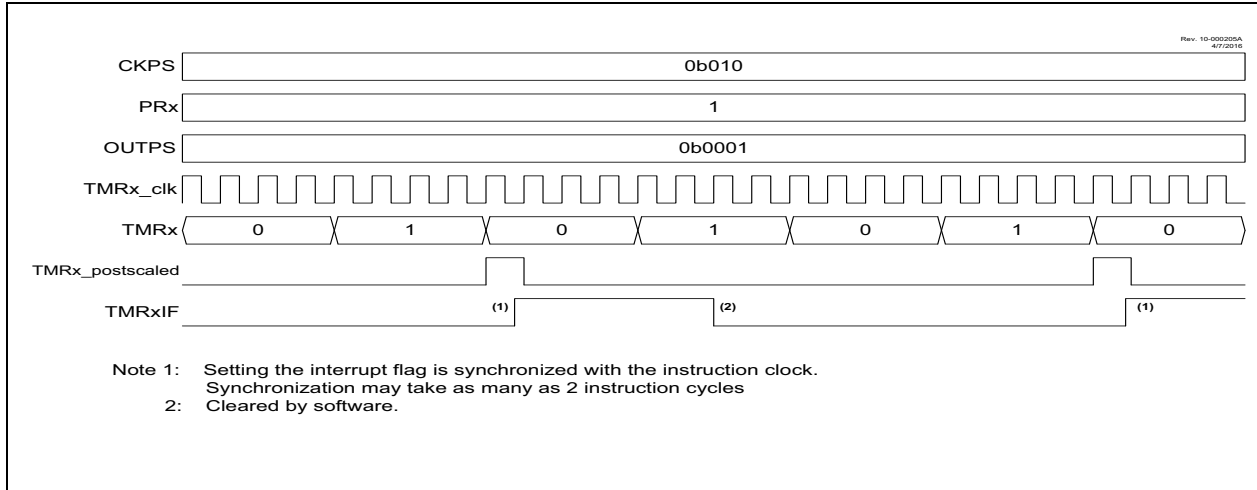 Rev. 10-000205A
4/7/2016
CKPS 0b010
PRx 1
OUTPS 0b0001
TMRx_clk
TMRx 0 1 0 1 0 1 0
TMRx_postscaled
TMRxIF (1) (2) (1)
Note 1: Setting the interrupt flag is synchronized with the instruction clock.
Synchronization may take as many as 2 instruction cycles
2: Cleared by software.